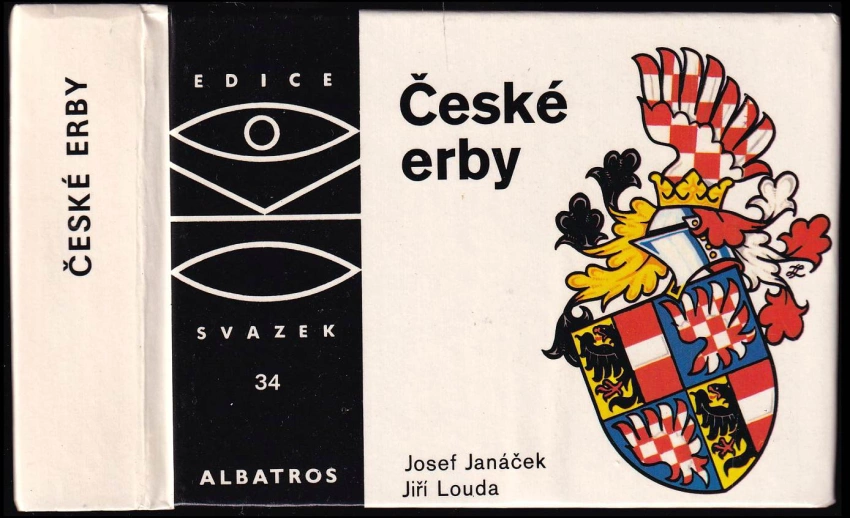 ČESKÉ ERBY
EDICE
SVAZEK
34
ALBATROS
České
erby
Josef Janáček
Jiří Louda